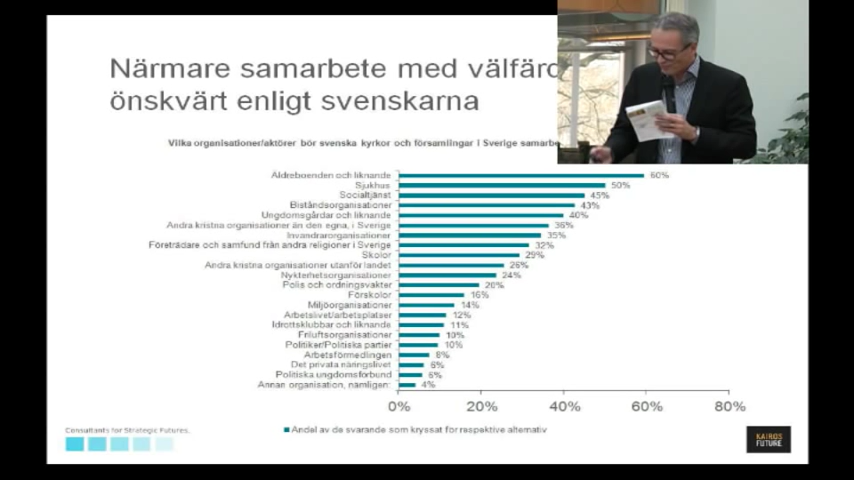 Närmare samarbete med välfärd
önskvärt enligt svenskarna
Vilka organisationer/aktörer bör svenska kyrkor och församlingar i Sverige samarbe
Äldreboenden och liknande 60%
Sjukhus 50%
Socialtjänst 45%
Biståndsorganisationer 43%
Ungdomsgårdar och liknande 40%
Andra kristna organisationer än den egna, i Sverige 36%
Invandrarorganisationer 35%
Företrädare och samfund från andra religioner i Sverige 32%
Skolor 29%
Andra kristna organisationer utanför landet 26%
Nykterhetsorganisationer 24%
Polis och ordningsvakter 20%
Förskolor 16%
Miljöorganisationer 14%
Arbetslivet/arbetsplatser 12%
Idrottsklubbar och liknande 11%
Friluftsorganisationer 10%
Politiker/Politiska partier 10%
Arbetsförmedlingen 8%
Det privata näringslivet 6%
Politiska ungdomsförbund 6%
Annan organisation, nämligen: 4%
0% 20% 40% 60% 80%
Andel av de svarande som kryssat för respektive alternativ
Consultants for Strategic Futures.
KAIROS
FUTURE